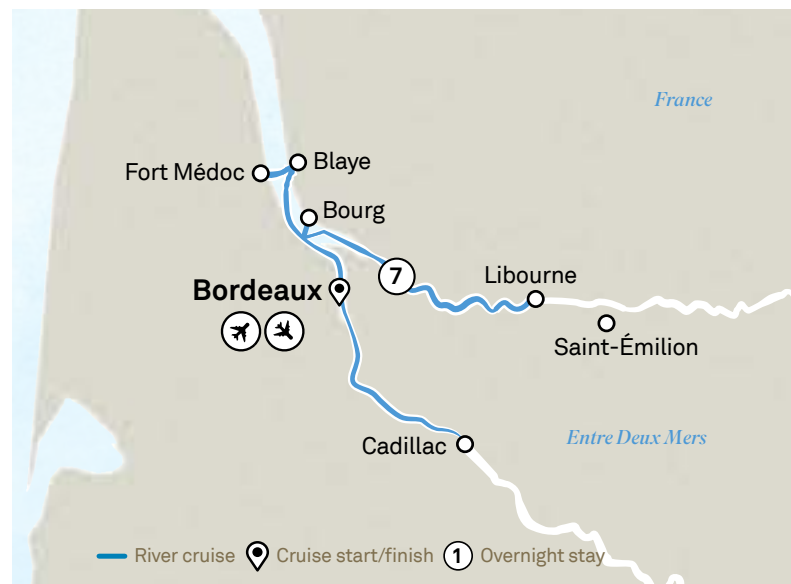 France
Fort Médoc
Blaye
Bourg
7
Libourne
Bordeaux
Saint-Émilion
Cadillac
Entre Deux Mers
River cruise Cruise start/finish 1 Overnight stay